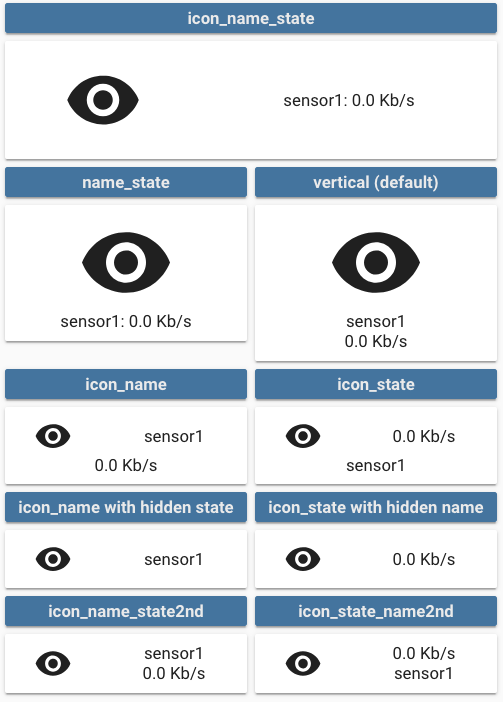 icon_name_state
sensor1: 0.0 Kb/s
name_state
vertical (default)
sensor1: 0.0 Kb/s
sensor1
0.0 Kb/s
icon_name
icon_state
sensor1
0.0 Kb/s
0.0 Kb/s
sensor1
icon_name with hidden state
icon_state with hidden name
sensor1
0.0 Kb/s
icon_name_state2nd
icon_state_name2nd
sensor1
0.0 Kb/s
0.0 Kb/s
sensor1